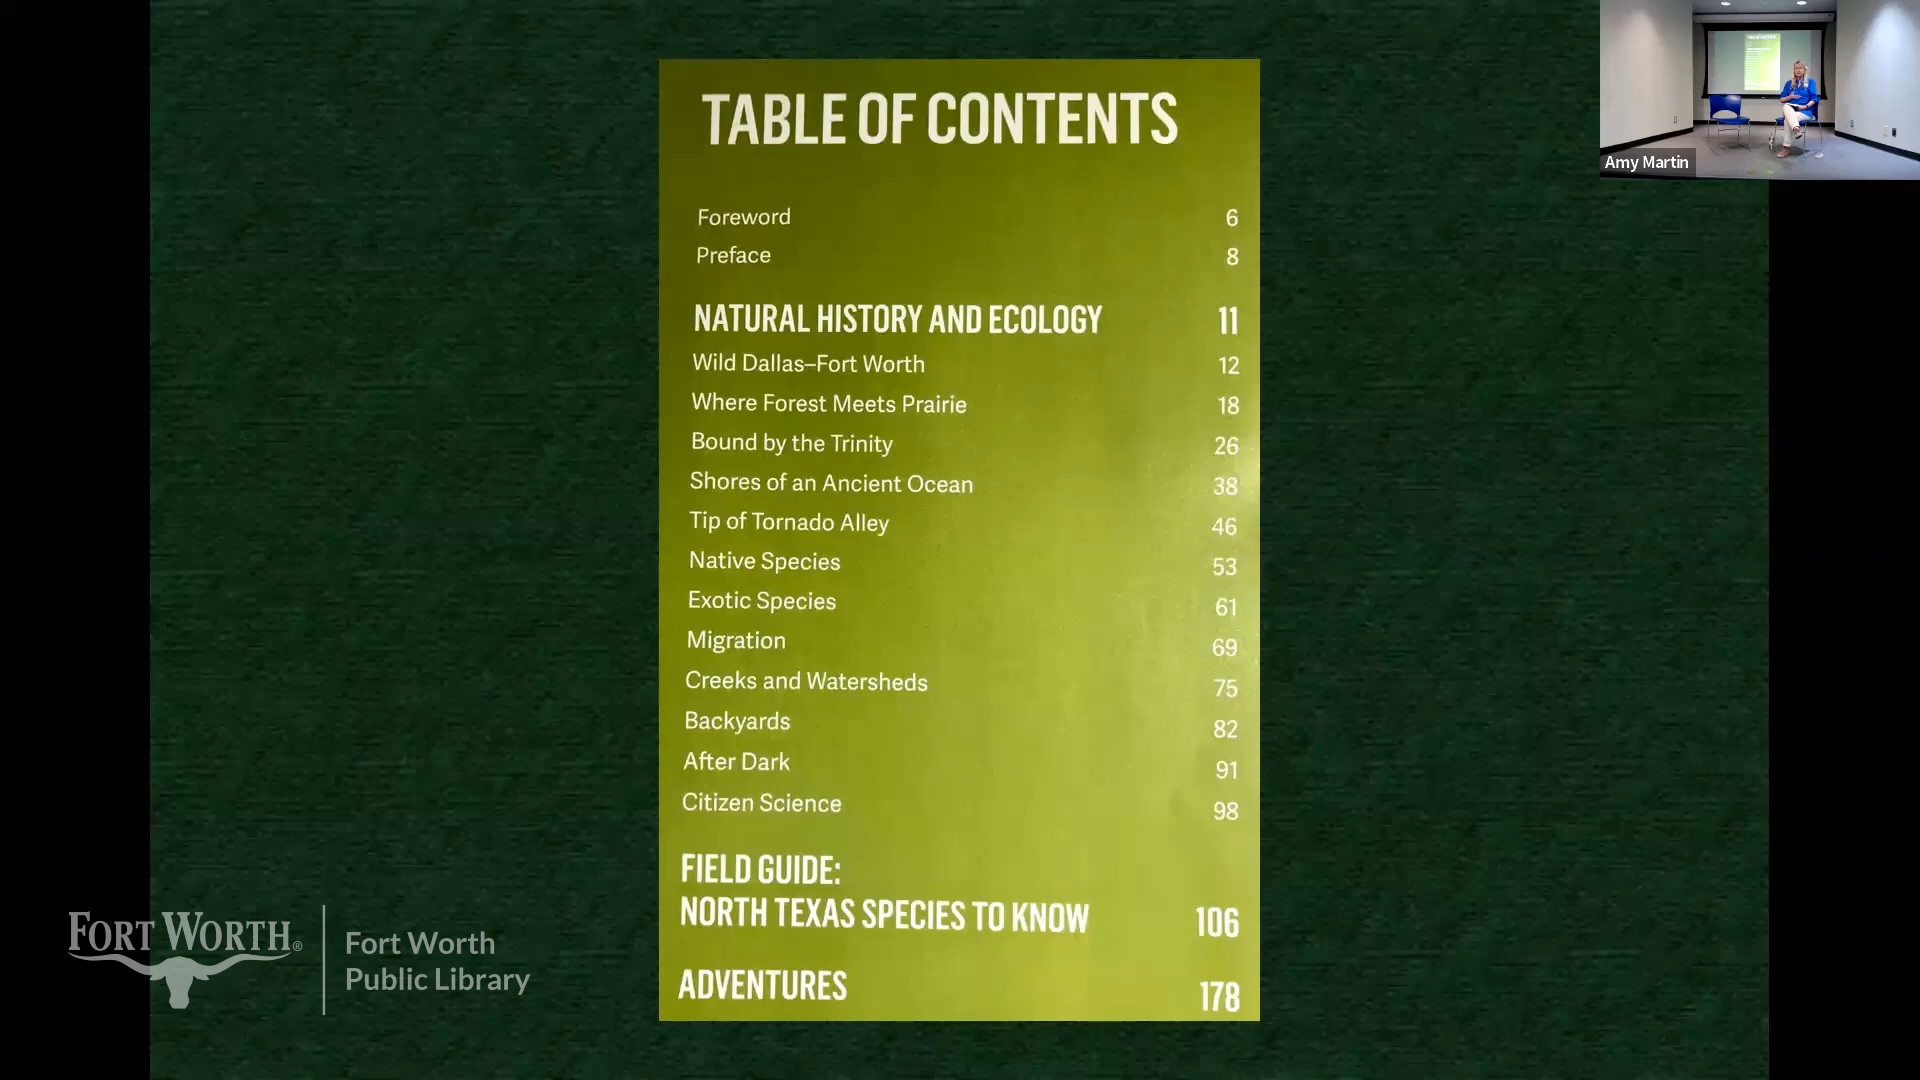 TABLE OF CONTENTS
Foreword 6
Preface 8
NATURAL HISTORY AND ECOLOGY 11
Wild Dallas–Fort Worth 12
Where Forest Meets Prairie 18
Bound by the Trinity 26
Shores of an Ancient Ocean 38
Tip of Tornado Alley 46
Native Species 53
Exotic Species 61
Migration 69
Creeks and Watersheds 75
Backyards 82
After Dark 91
Citizen Science 98
FIELD GUIDE:
NORTH TEXAS SPECIES TO KNOW 106
ADVENTURES 178
Amy Martin
FORT WORTH®
Fort Worth
Public Library